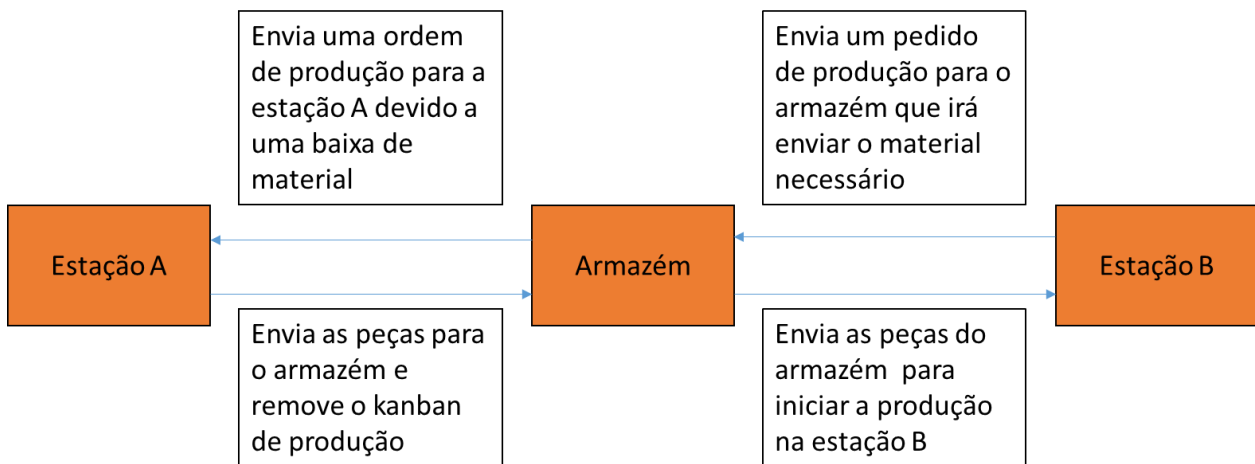 Envia uma ordem
de produção para a
estação A devido a
uma baixa de
material
Envia um pedido
de produção para o
armazém que irá
enviar o material
necessário
Estação A
Armazém
Estação B
Envia as peças para
o armazém e
remove o kanban
de produção
Envia as peças do
armazém para
iniciar a produção
na estação B